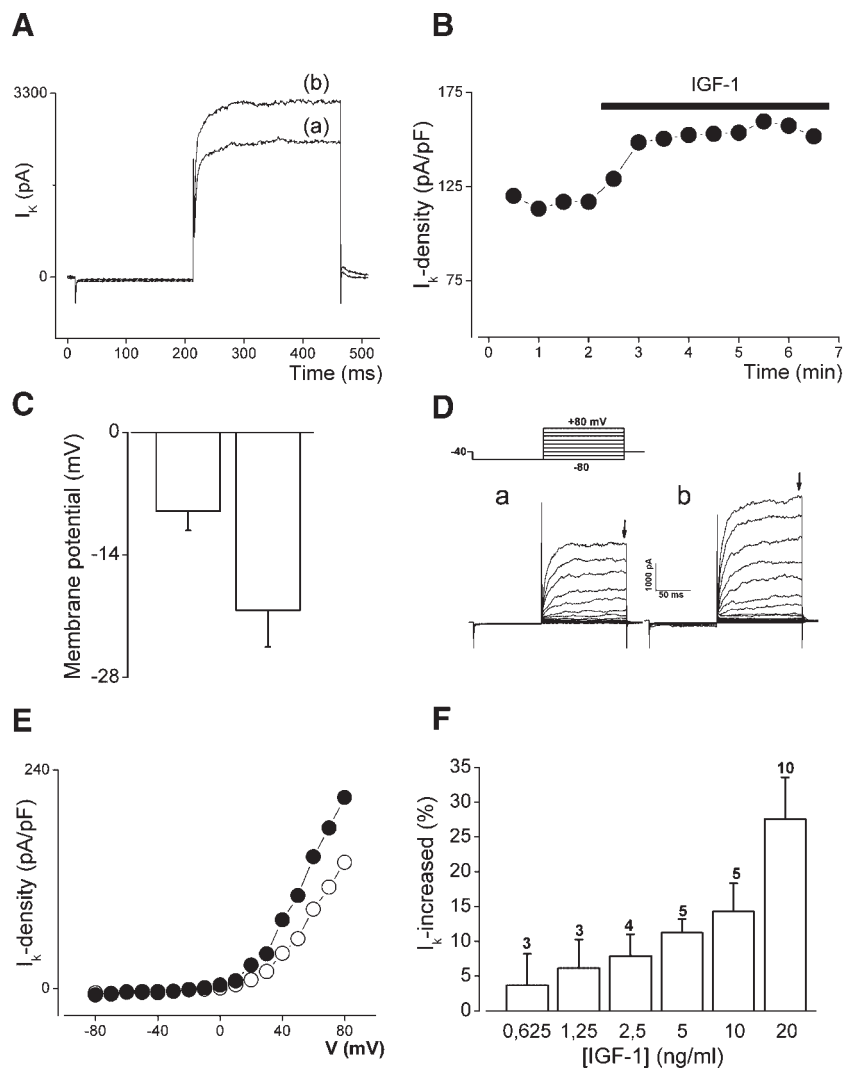 A
3300
0
I_K (pA)
(b)
(a)
0 100 200 300 400 500
Time (ms)
B
IGF-1
175
125
75
I_k-density (pA/pF)
0 1 2 3 4 5 6 7
Time (min)
C
0
-14
-28
Membrane potential (mV)
D
+80 mV
-40
-80
a
b
1000 pA
50 ms
E
240
0
I_k-density (pA/pF)
-80 -40 0 40 80
V (mV)
F
35
30
25
20
15
10
5
0
I_k-increased (%)
3 3 4 5 5 10
0,625 1,25 2,5 5 10 20
[IGF-1] (ng/ml)